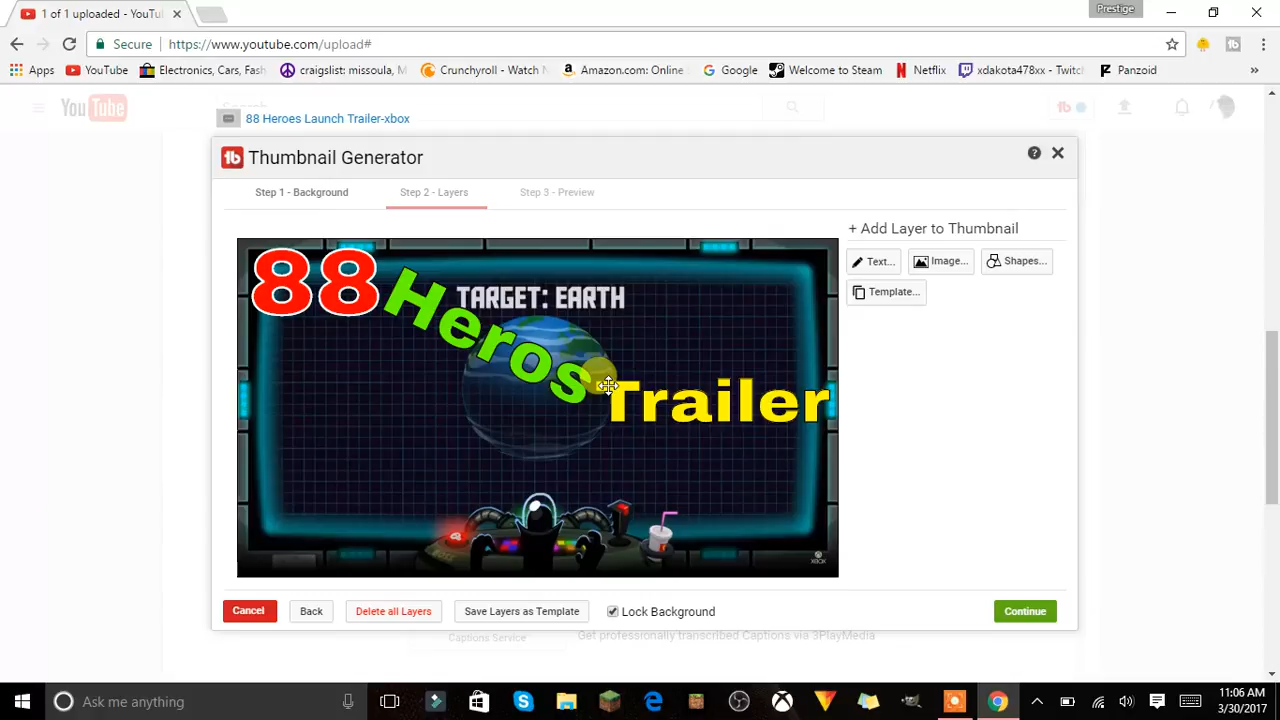 1 of 1 uploaded - YouTu
Prestige
Secure
https://www.youtube.com/upload#
Apps
YouTube
Electronics, Cars, Fash
craigslist: missoula, M
Crunchyroll - Watch N
Amazon.com: Online
Google
Welcome to Steam
Netflix
xdakota478xx - Twitch
Panzoid
»
YouTube
Search
88 Heroes Launch Trailer-xbox
Thumbnail Generator
Step 1 - Background
Step 2 - Layers
Step 3 - Preview
+ Add Layer to Thumbnail
Text...
Image...
Shapes...
Template...
88
Heros
TARGET: EARTH
Trailer
XBOX
Cancel
Back
Delete all Layers
Save Layers as Template
Lock Background
Continue
Captions Service
Get professionally transcribed Captions via 3PlayMedia
Ask me anything
11:06 AM
3/30/2017